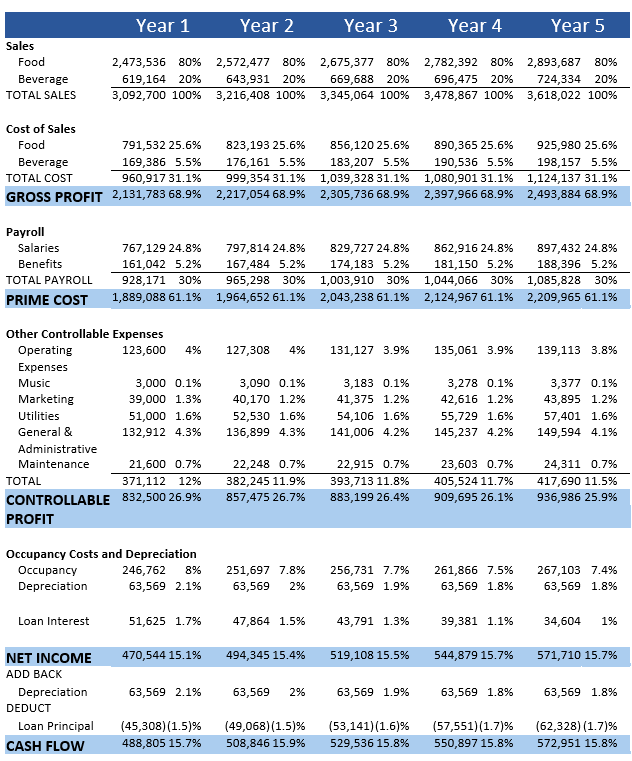 Year 1 Year 2 Year 3 Year 4 Year 5
Sales
Food 2,473,536 80% 2,572,477 80% 2,675,377 80% 2,782,392 80% 2,893,687 80%
Beverage 619,164 20% 643,931 20% 669,688 20% 696,475 20% 724,334 20%
TOTAL SALES 3,092,700 100% 3,216,408 100% 3,345,064 100% 3,478,867 100% 3,618,022 100%
Cost of Sales
Food 791,532 25.6% 823,193 25.6% 856,120 25.6% 890,365 25.6% 925,980 25.6%
Beverage 169,386 5.5% 176,161 5.5% 183,207 5.5% 190,536 5.5% 198,157 5.5%
TOTAL COST 960,917 31.1% 999,354 31.1% 1,039,328 31.1% 1,080,901 31.1% 1,124,137 31.1%
GROSS PROFIT 2,131,783 68.9% 2,217,054 68.9% 2,305,736 68.9% 2,397,966 68.9% 2,493,884 68.9%
Payroll
Salaries 767,129 24.8% 797,814 24.8% 829,727 24.8% 862,916 24.8% 897,432 24.8%
Benefits 161,042 5.2% 167,484 5.2% 174,183 5.2% 181,150 5.2% 188,396 5.2%
TOTAL PAYROLL 928,171 30% 965,298 30% 1,003,910 30% 1,044,066 30% 1,085,828 30%
PRIME COST 1,889,088 61.1% 1,964,652 61.1% 2,043,238 61.1% 2,124,967 61.1% 2,209,965 61.1%
Other Controllable Expenses
Operating 123,600 4% 127,308 4% 131,127 3.9% 135,061 3.9% 139,113 3.8%
Expenses
Music 3,000 0.1% 3,090 0.1% 3,183 0.1% 3,278 0.1% 3,377 0.1%
Marketing 39,000 1.3% 40,170 1.2% 41,375 1.2% 42,616 1.2% 43,895 1.2%
Utilities 51,000 1.6% 52,530 1.6% 54,106 1.6% 55,729 1.6% 57,401 1.6%
General & 132,912 4.3% 136,899 4.3% 141,006 4.2% 145,237 4.2% 149,594 4.1%
Administrative
Maintenance 21,600 0.7% 22,248 0.7% 22,915 0.7% 23,603 0.7% 24,311 0.7%
TOTAL 371,112 12% 382,245 11.9% 393,713 11.8% 405,524 11.7% 417,690 11.5%
CONTROLLABLE 832,500 26.9% 857,475 26.7% 883,199 26.4% 909,695 26.1% 936,986 25.9%
PROFIT
Occupancy Costs and Depreciation
Occupancy 246,762 8% 251,697 7.8% 256,731 7.7% 261,866 7.5% 267,103 7.4%
Depreciation 63,569 2.1% 63,569 2% 63,569 1.9% 63,569 1.8% 63,569 1.8%
Loan Interest 51,625 1.7% 47,864 1.5% 43,791 1.3% 39,381 1.1% 34,604 1%
NET INCOME 470,544 15.1% 494,345 15.4% 519,108 15.5% 544,879 15.7% 571,710 15.7%
ADD BACK
Depreciation 63,569 2.1% 63,569 2% 63,569 1.9% 63,569 1.8% 63,569 1.8%
DEDUCT
Loan Principal (45,308) (1.5)% (49,068) (1.5)% (53,141) (1.6)% (57,551) (1.7)% (62,328) (1.7)%
CASH FLOW 488,805 15.7% 508,846 15.9% 529,536 15.8% 550,897 15.8% 572,951 15.8%